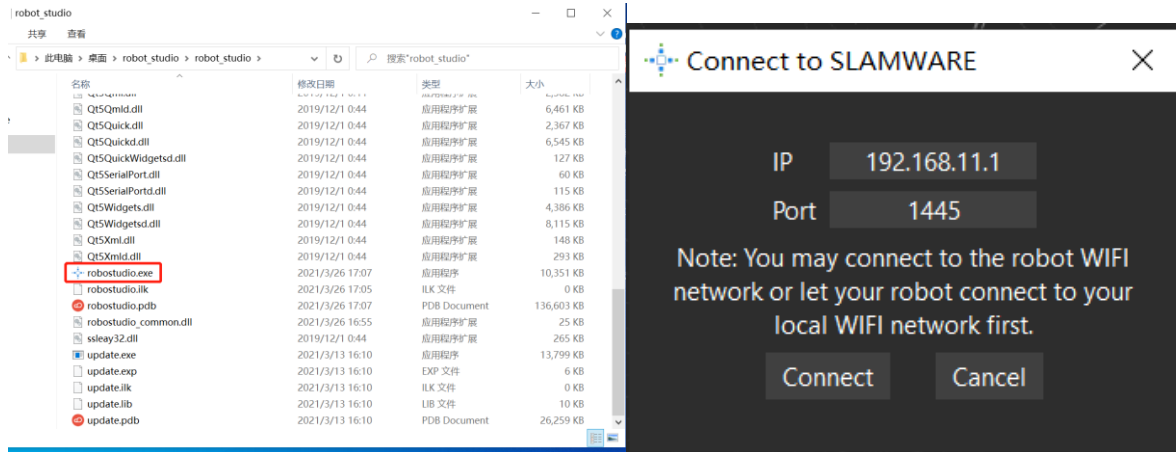 robot_studio
共享 查看
此电脑 > 桌面 > robot_studio > robot_studio >
搜索"robot_studio"
名称 修改日期 类型 大小
Qt5Qmld.dll 2019/12/1 0:44 应用程序扩展 6,461 KB
Qt5Quick.dll 2019/12/1 0:44 应用程序扩展 2,367 KB
Qt5Quickd.dll 2019/12/1 0:44 应用程序扩展 6,545 KB
Qt5QuickWidgetsd.dll 2019/12/1 0:44 应用程序扩展 127 KB
Qt5SerialPort.dll 2019/12/1 0:44 应用程序扩展 60 KB
Qt5SerialPortd.dll 2019/12/1 0:44 应用程序扩展 115 KB
Qt5Widgets.dll 2019/12/1 0:44 应用程序扩展 4,386 KB
Qt5Widgetsd.dll 2019/12/1 0:44 应用程序扩展 8,115 KB
Qt5Xml.dll 2019/12/1 0:44 应用程序扩展 148 KB
Qt5Xmld.dll 2019/12/1 0:44 应用程序扩展 293 KB
robostudio.exe 2021/3/26 17:07 应用程序 10,351 KB
robostudio.ilk 2021/3/26 17:05 ILK 文件 0 KB
robostudio.pdb 2021/3/26 17:07 PDB Document 136,603 KB
robostudio_common.dll 2021/3/26 16:55 应用程序扩展 25 KB
ssleay32.dll 2019/12/1 0:44 应用程序扩展 265 KB
update.exe 2021/3/13 16:10 应用程序 13,799 KB
update.exp 2021/3/13 16:10 EXP 文件 6 KB
update.ilk 2021/3/13 16:10 ILK 文件 0 KB
update.lib 2021/3/13 16:10 LIB 文件 10 KB
update.pdb 2021/3/13 16:10 PDB Document 26,259 KB
Connect to SLAMWARE
IP 192.168.11.1
Port 1445
Note: You may connect to the robot WIFI
network or let your robot connect to your
local WIFI network first.
Connect Cancel